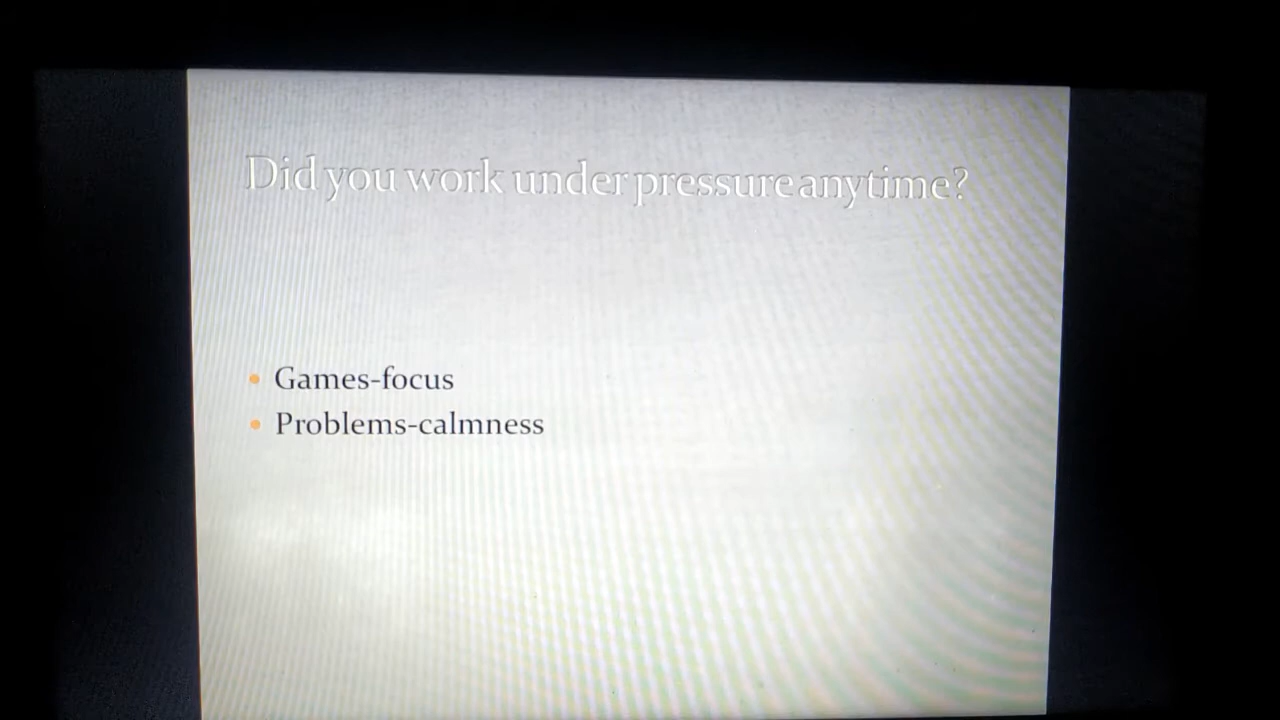 Did you work under pressure anytime?
Games-focus
Problems-calmness